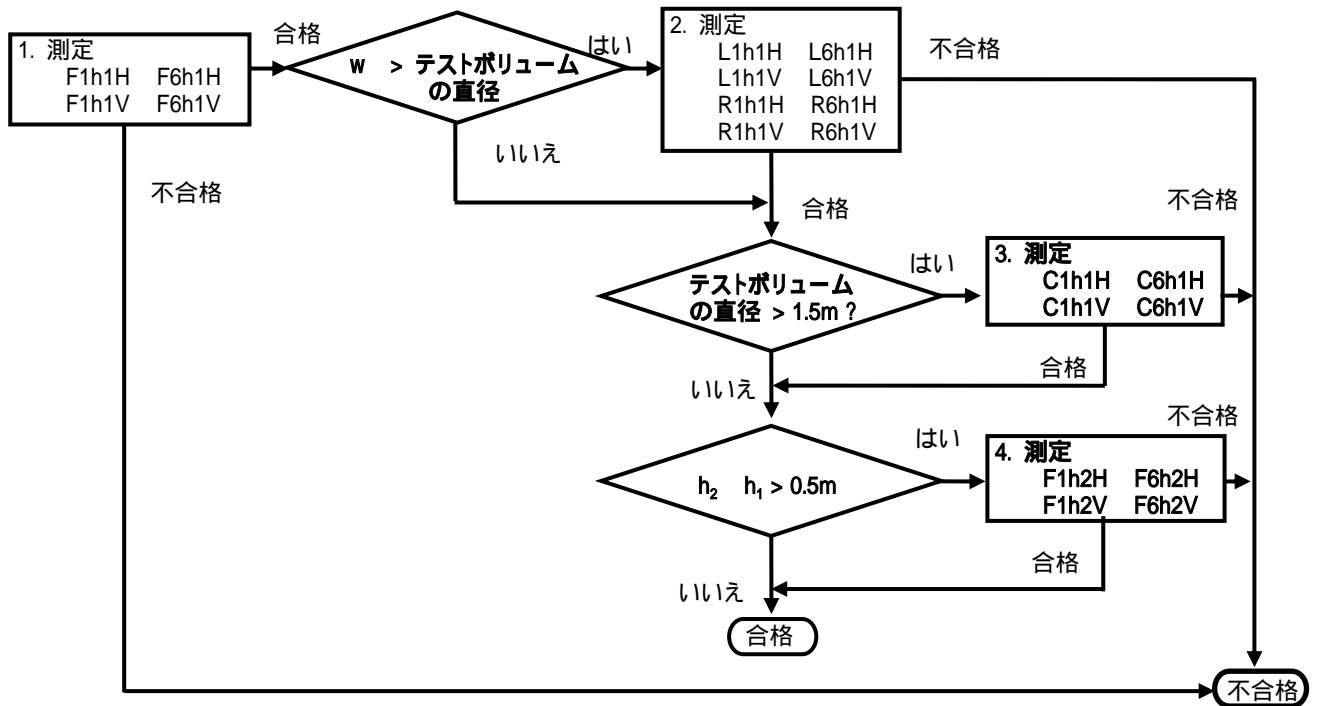 1. 測定
F1h1H F6h1H
F1h1V F6h1V
合格
w > テストボリューム
の直径
はい
2. 測定
L1h1H L6h1H
L1h1V L6h1V
R1h1H R6h1H
R1h1V R6h1V
不合格
いいえ
不合格
合格
不合格
テストボリューム
の直径 > 1.5m ?
はい
3. 測定
C1h1H C6h1H
C1h1V C6h1V
合格
いいえ
不合格
h₂ h₁ > 0.5m
はい
4. 測定
F1h2H F6h2H
F1h2V F6h2V
合格
いいえ
合格
不合格